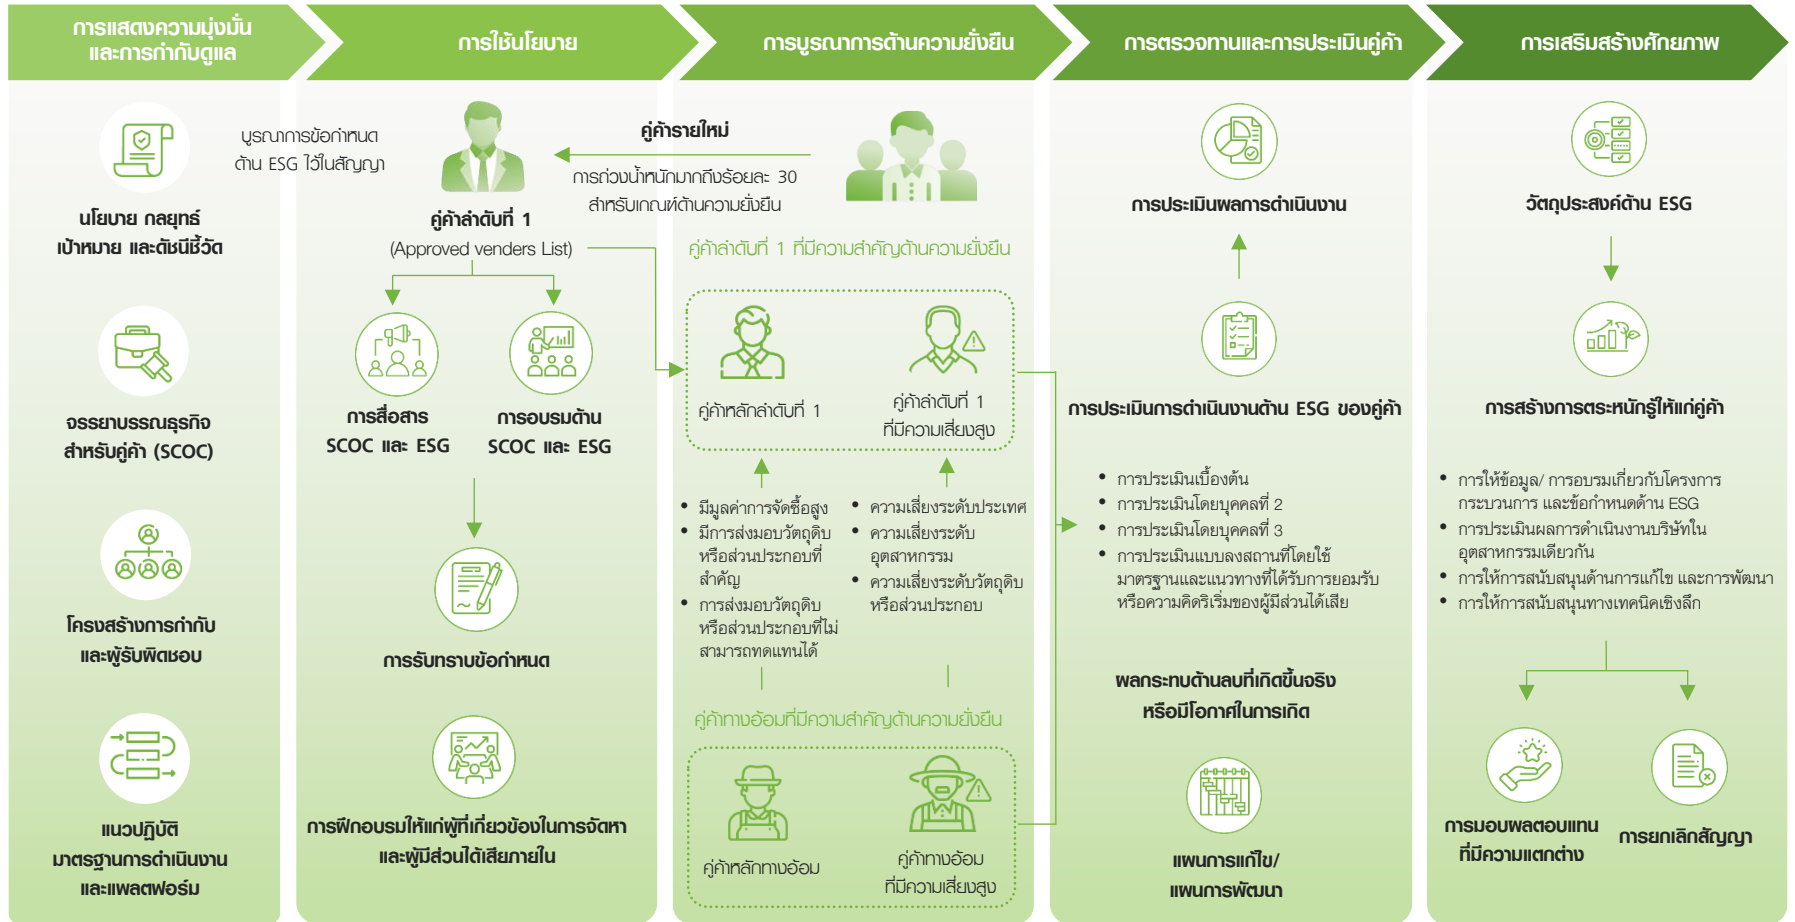 การแสดงความมุ่งมั่น
และการกำกับดูแล
การใช้นโยบาย
การบูรณาการด้านความยั่งยืน
การตรวจทานและการประเมินคู่ค้า
การเสริมสร้างศักยภาพ
นโยบาย กลยุทธ์
เป้าหมาย และดัชนีชี้วัด
จรรยาบรรณธุรกิจ
สำหรับคู่ค้า (SCOC)
โครงสร้างการกำกับ
และผู้รับผิดชอบ
แนวปฏิบัติ
มาตรฐานการดำเนินงาน
และแพลตฟอร์ม
บูรณาการข้อกำหนด
ด้าน ESG ไว้ในสัญญา
คู่ค้าลำดับที่ 1
(Approved venders List)
การสื่อสาร
SCOC และ ESG
การอบรมด้าน
SCOC และ ESG
การรับทราบข้อกำหนด
การฝึกอบรมให้แก่ผู้ที่เกี่ยวข้องในการจัดหา
และผู้มีส่วนได้เสียภายใน
คู่ค้ารายใหม่
การถ่วงน้ำหนักมากถึงร้อยละ 30
สำหรับเกณฑ์ด้านความยั่งยืน
คู่ค้าลำดับที่ 1 ที่มีความสำคัญด้านความยั่งยืน
คู่ค้าหลักลำดับที่ 1
คู่ค้าลำดับที่ 1
ที่มีความเสี่ยงสูง
• มีมูลค่าการจัดซื้อสูง
• มีการส่งมอบวัตถุดิบ
หรือส่วนประกอบที่
สำคัญ
• การส่งมอบวัตถุดิบ
หรือส่วนประกอบที่ไม่
สามารถทดแทนได้
• ความเสี่ยงระดับประเทศ
• ความเสี่ยงระดับ
อุตสาหกรรม
• ความเสี่ยงระดับวัตถุดิบ
หรือส่วนประกอบ
คู่ค้าทางอ้อมที่มีความสำคัญด้านความยั่งยืน
คู่ค้าหลักทางอ้อม
คู่ค้าทางอ้อม
ที่มีความเสี่ยงสูง
การประเมินผลการดำเนินงาน
การประเมินการดำเนินงานด้าน ESG ของคู่ค้า
• การประเมินเบื้องต้น
• การประเมินโดยบุคคลที่ 2
• การประเมินโดยบุคคลที่ 3
• การประเมินแบบลงสถานที่โดยใช้
มาตรฐานและแนวทางที่ได้รับการยอมรับ
หรือความคิดริเริ่มของผู้มีส่วนได้เสีย
ผลกระทบด้านลบที่เกิดขึ้นจริง
หรือมีโอกาสในการเกิด
แผนการแก้ไข/
แผนการพัฒนา
วัตถุประสงค์ด้าน ESG
การสร้างการตระหนักรู้ให้แก่คู่ค้า
• การให้ข้อมูล/ การอบรมเกี่ยวกับโครงการ
กระบวนการ และข้อกำหนดด้าน ESG
• การประเมินผลการดำเนินงานบริษัทใน
อุตสาหกรรมเดียวกัน
• การให้การสนับสนุนด้านการแก้ไข และการพัฒนา
• การให้การสนับสนุนทางเทคนิคเชิงลึก
การมอบผลตอบแทน
ที่มีความแตกต่าง
การยกเลิกสัญญา